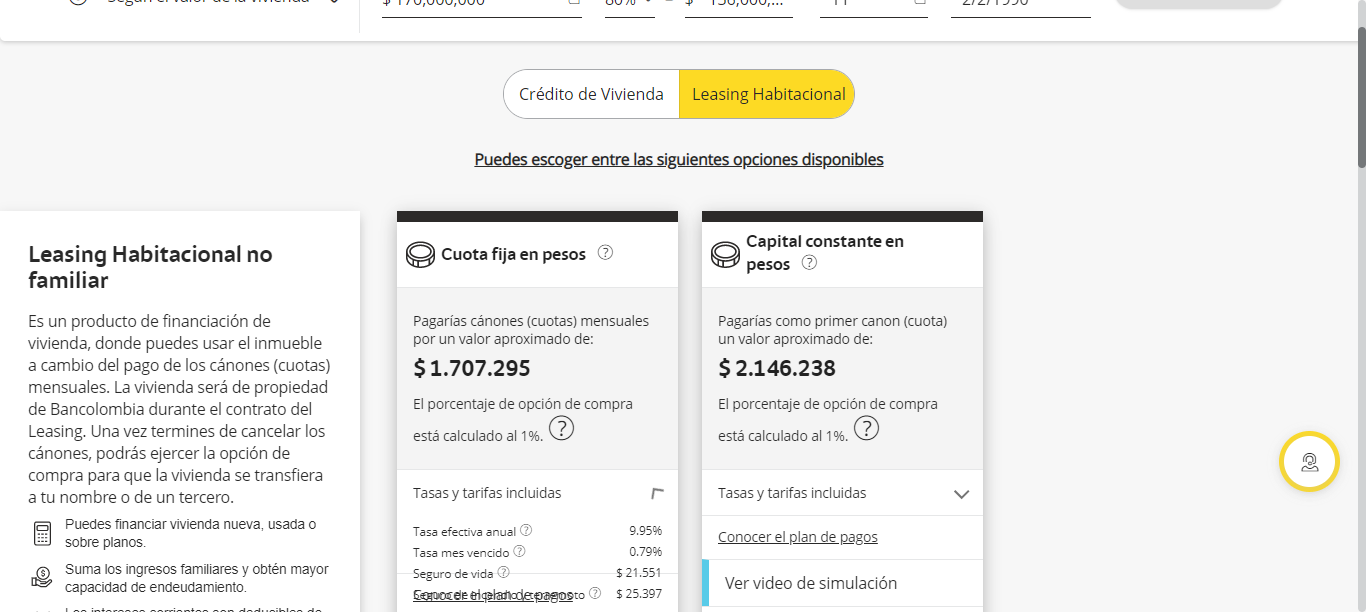 Según el valor de la vivienda
$ 170,000,000
80%
$
136,000,...
11
2/2/1990
Crédito de Vivienda
Leasing Habitacional
Puedes escoger entre las siguientes opciones disponibles
Leasing Habitacional no
familiar
Es un producto de financiación de
vivienda, donde puedes usar el inmueble
a cambio del pago de los cánones (cuotas)
mensuales. La vivienda será de propiedad
de Bancolombia durante el contrato del
Leasing. Una vez termines de cancelar los
cánones, podrás ejercer la opción de
compra para que la vivienda se transfiera
a tu nombre o de un tercero.
Puedes financiar vivienda nueva, usada o
sobre planos.
Suma los ingresos familiares y obtén mayor
capacidad de endeudamiento.
Los intereses corrientes son deducibles de
Cuota fija en pesos ?
Pagarías cánones (cuotas) mensuales
por un valor aproximado de:
$ 1.707.295
El porcentaje de opción de compra
está calculado al 1%. ?
Tasas y tarifas incluidas
Tasa efectiva anual ? 9.95%
Tasa mes vencido ? 0.79%
Seguro de vida ? $ 21.551
Seguro de incendio y terremoto ? $ 25.397
Conocer el plan de pagos
Capital constante en
pesos ?
Pagarías como primer canon (cuota)
un valor aproximado de:
$ 2.146.238
El porcentaje de opción de compra
está calculado al 1%. ?
Tasas y tarifas incluidas
Conocer el plan de pagos
Ver video de simulación